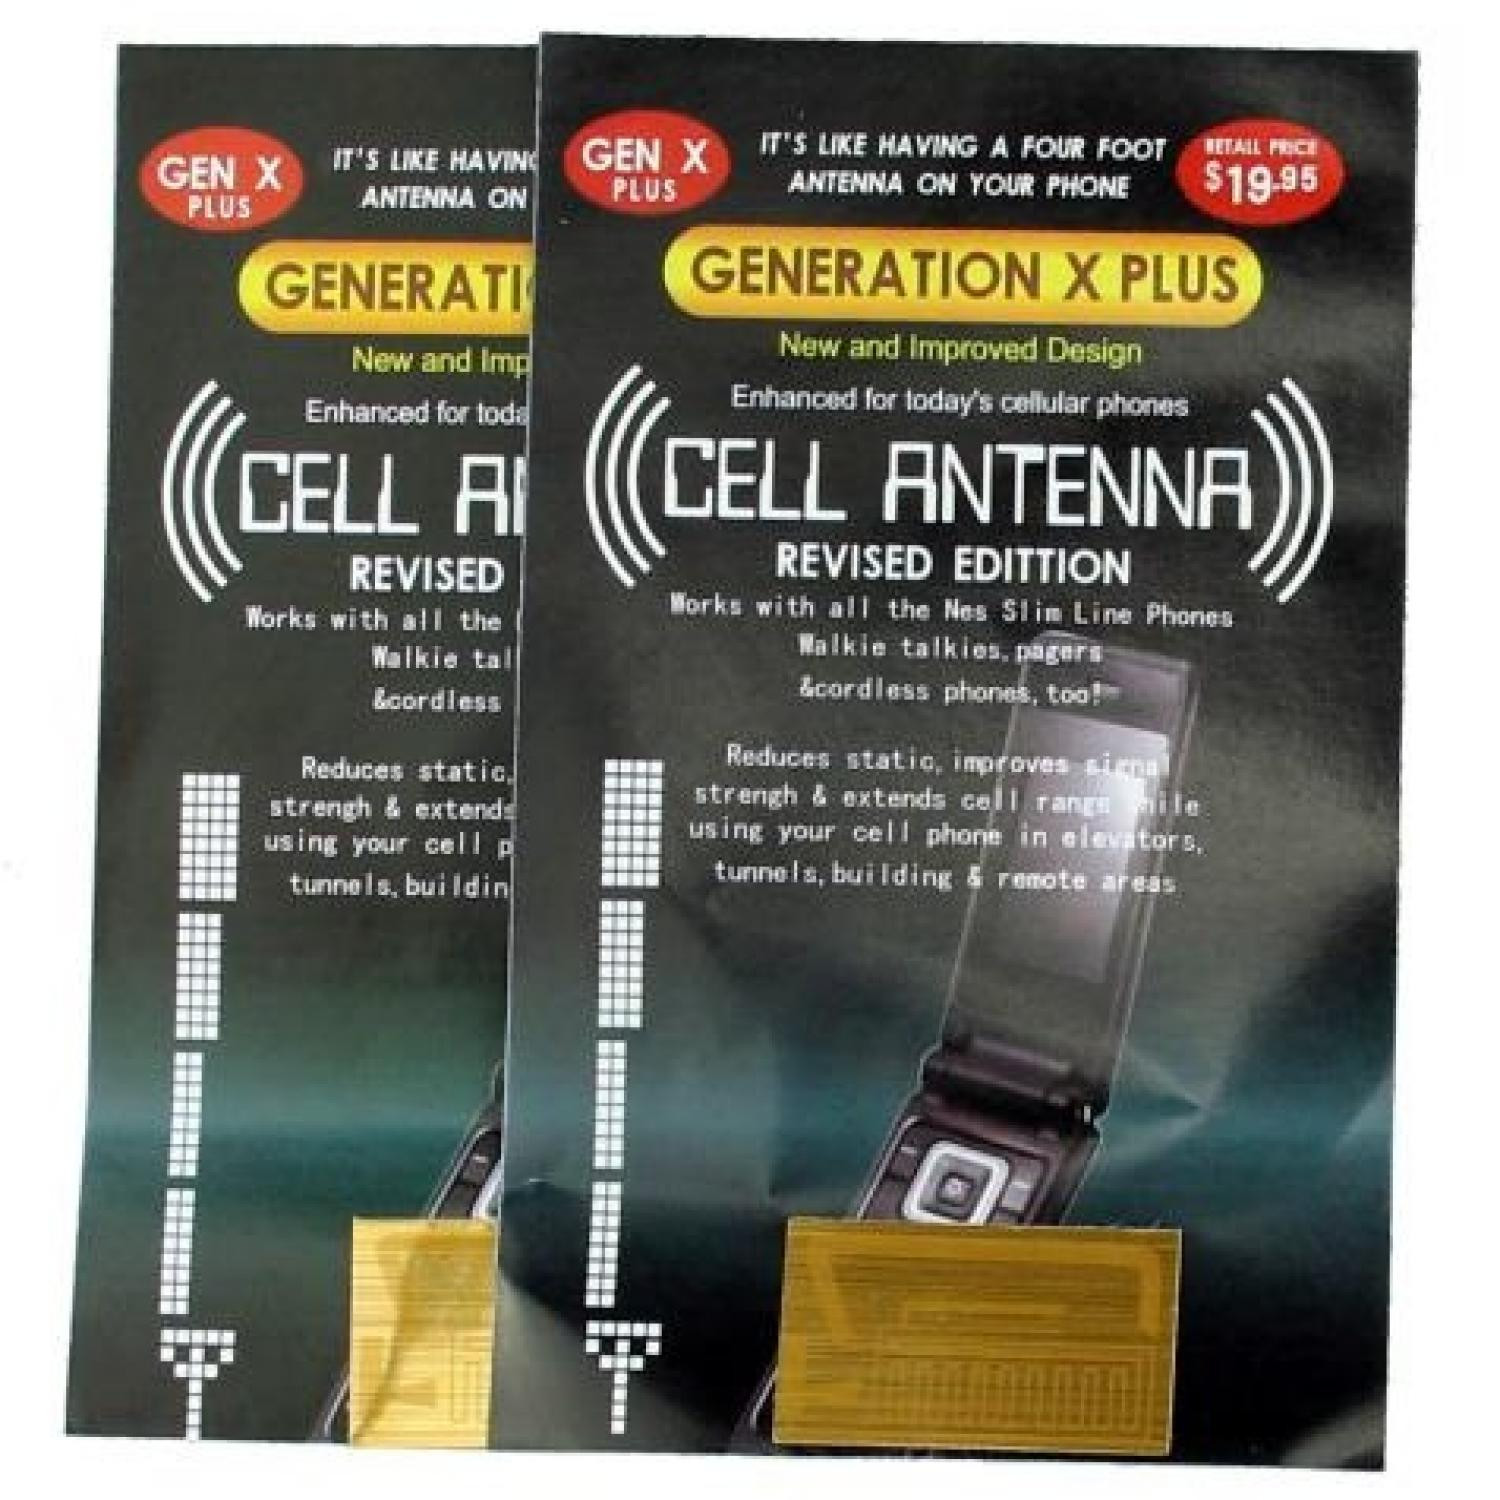 GEN X
PLUS
IT'S LIKE HAVING
ANTENNA ON
GENERATI
New and Imp
Enhanced for toda
CELL AN
REVISED
Works with all the
Walkie tal
&cordless
Reduces static,
strengh & extends
using your cell p
tunnels, buildin
GEN X
PLUS
IT'S LIKE HAVING A FOUR FOOT
ANTENNA ON YOUR PHONE
RETAIL PRICE
$19.95
GENERATION X PLUS
New and Improved Design
Enhanced for today's cellular phones
CELL ANTENNA
REVISED EDITTION
Works with all the Nes Slim Line Phones
Walkie talkies, pagers
&cordless phones, too!
Reduces static, improves signal
strengh & extends cell range while
using your cell phone in elevators,
tunnels, building & remote areas